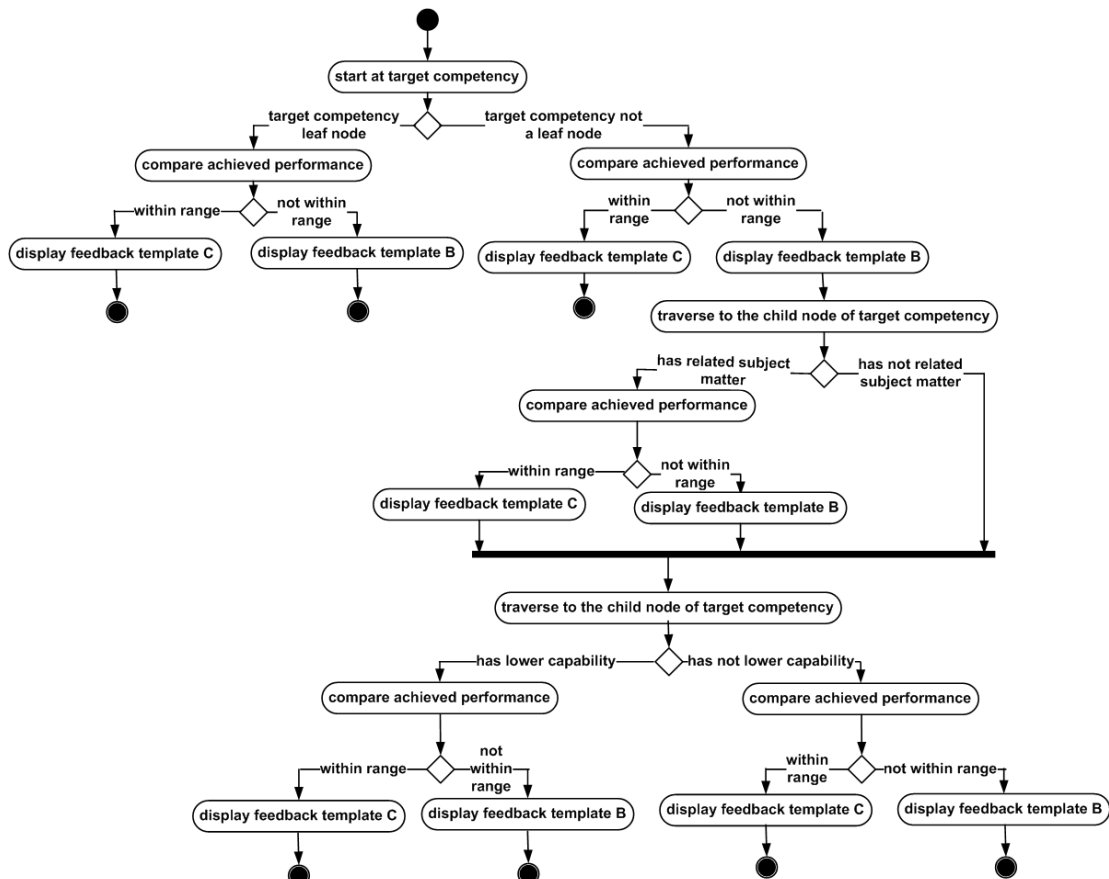 start at target competency
target competency
leaf node
target competency not
a leaf node
compare achieved performance
compare achieved performance
within range
not within
range
within
range
not within
range
display feedback template C
display feedback template B
display feedback template C
display feedback template B
traverse to the child node of target competency
has related subject
matter
has not related
subject matter
compare achieved performance
within range
not within
range
display feedback template C
display feedback template B
traverse to the child node of target competency
has lower capability
has not lower capability
compare achieved performance
compare achieved performance
within range
not
within
range
within
range
not within range
display feedback template C
display feedback template B
display feedback template C
display feedback template B